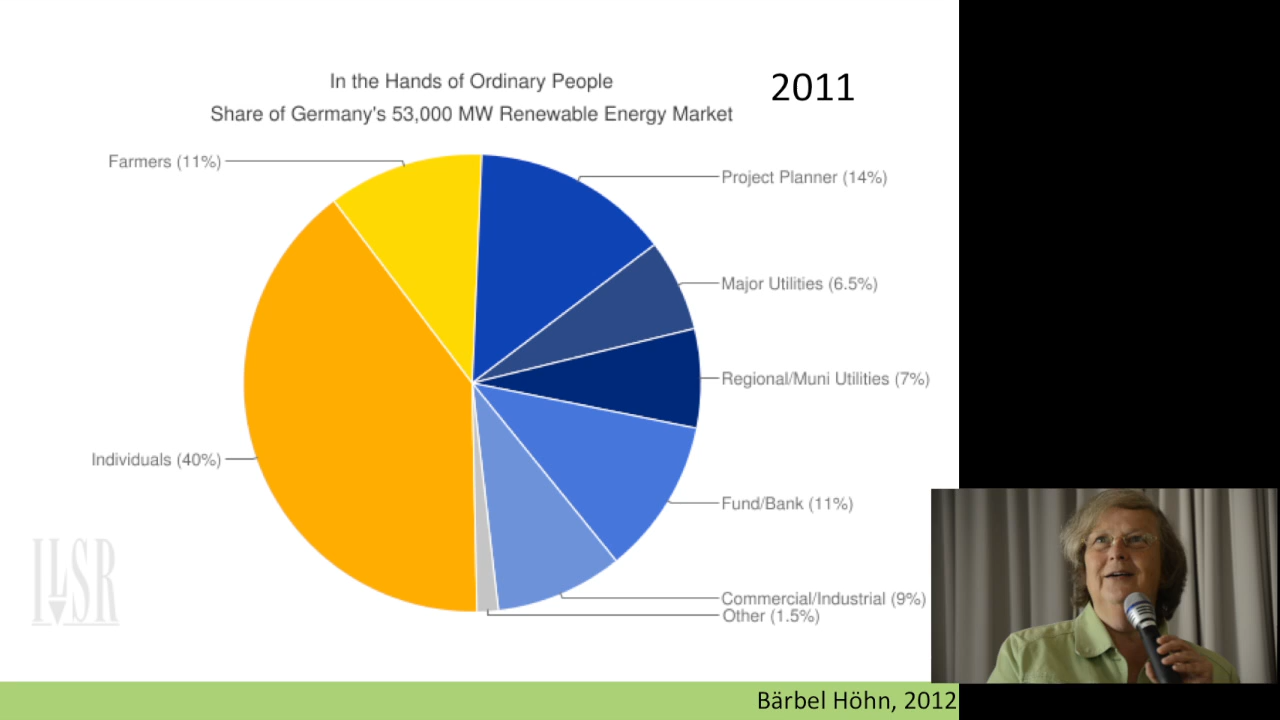 In the Hands of Ordinary People
2011
Share of Germany's 53,000 MW Renewable Energy Market
Farmers (11%)
Project Planner (14%)
Major Utilities (6.5%)
Regional/Muni Utilities (7%)
Individuals (40%)
Fund/Bank (11%)
Commercial/Industrial (9%)
Other (1.5%)
ILSR
Bärbel Höhn, 2012